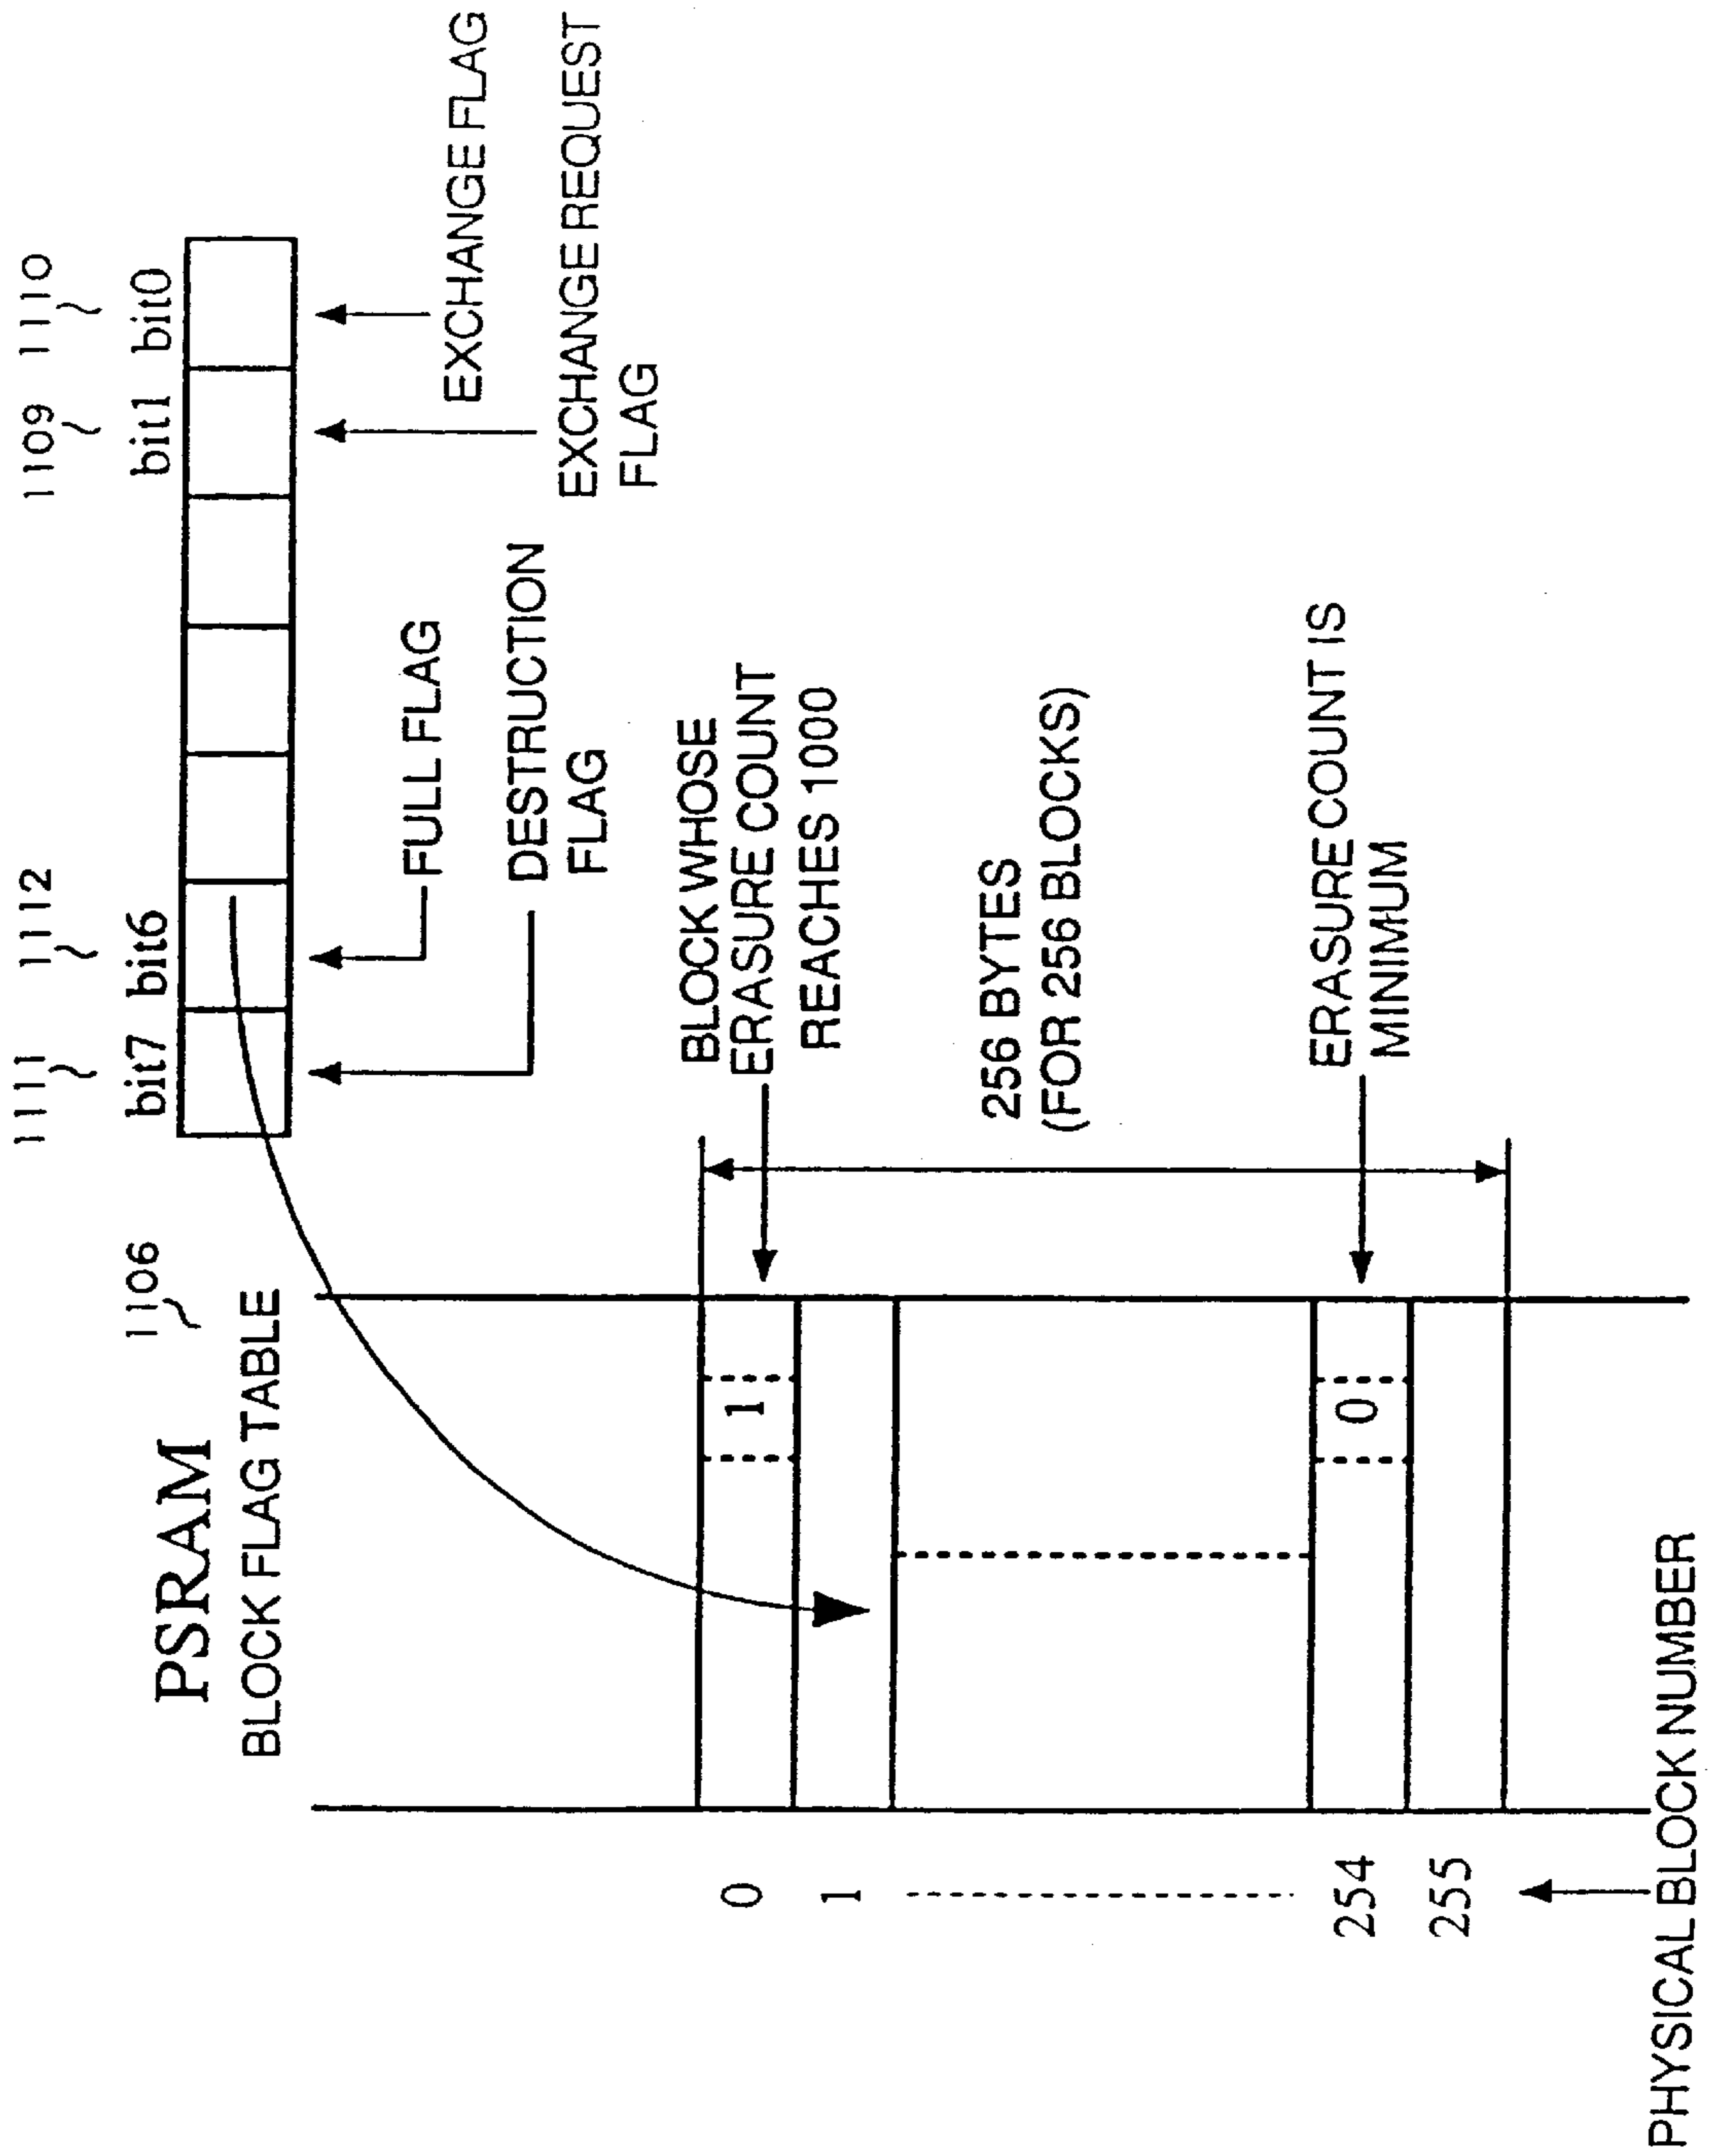 1111 1112 1109 1110
bit7 bit6 bit1 bit0
PSRAM
1106
BLOCK FLAG TABLE
FULL FLAG
EXCHANGE FLAG
DESTRUCTION
FLAG
EXCHANGE REQUEST
FLAG
0
1
BLOCK WHOSE
ERASURE COUNT
REACHES 1000
1
256 BYTES
(FOR 256 BLOCKS)
254
0
ERASURE COUNT IS
MINIMUM
255
PHYSICAL BLOCK NUMBER